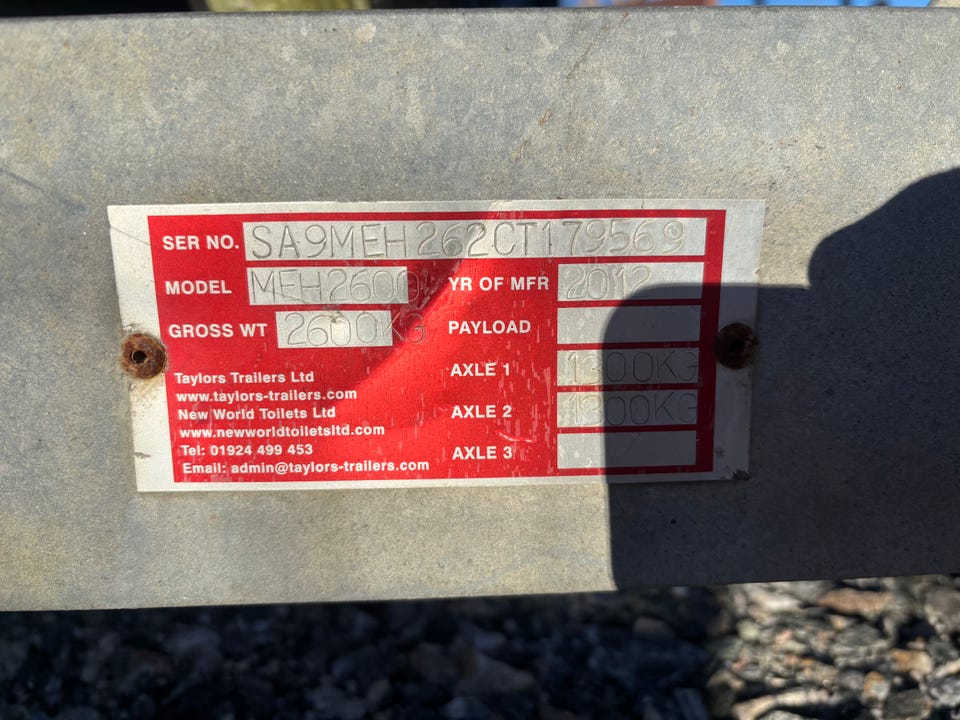 SER NO. SA9MEH262CT179569
MODEL MEH2600 YR OF MFR 2012
GROSS WT 2600KG PAYLOAD
AXLE 1 1300KG
AXLE 2 1300KG
AXLE 3
Taylors Trailers Ltd
www.taylors-trailers.com
New World Toilets Ltd
www.newworldtoiletsltd.com
Tel: 01924 499 453
Email: admin@taylors-trailers.com